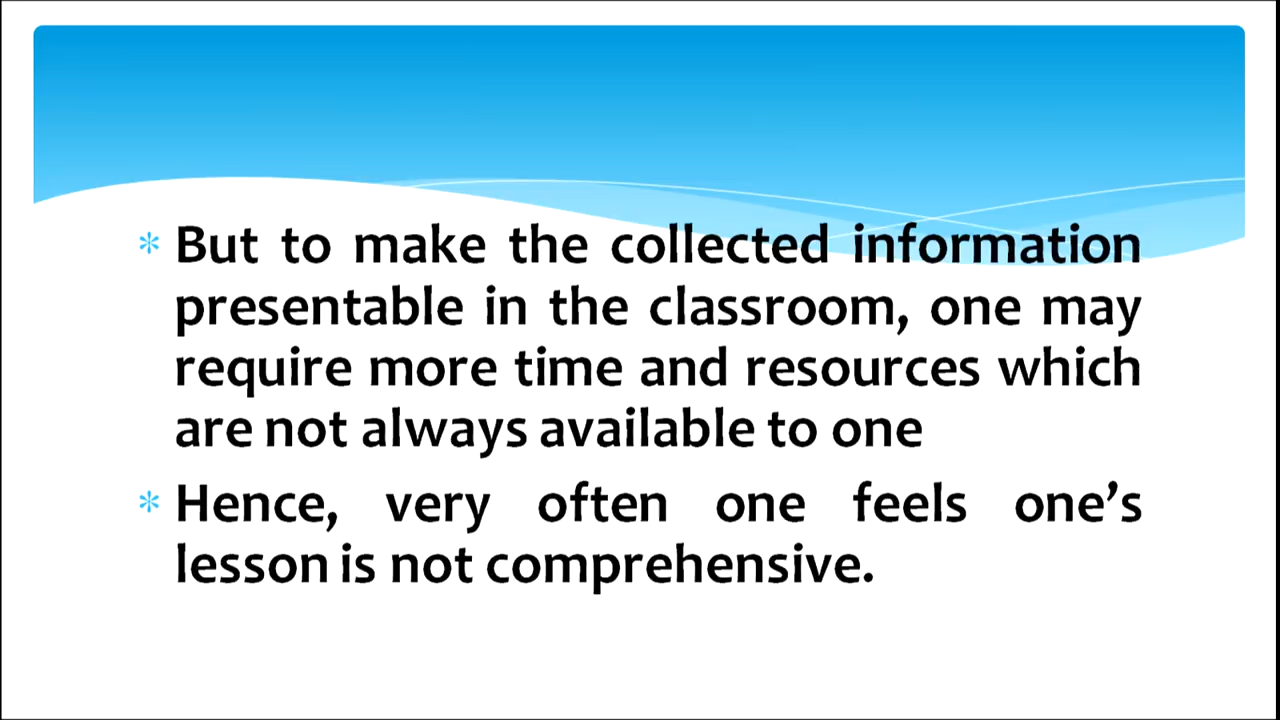 * But to make the collected information
presentable in the classroom, one may
require more time and resources which
are not always available to one
* Hence, very often one feels one’s
lesson is not comprehensive.